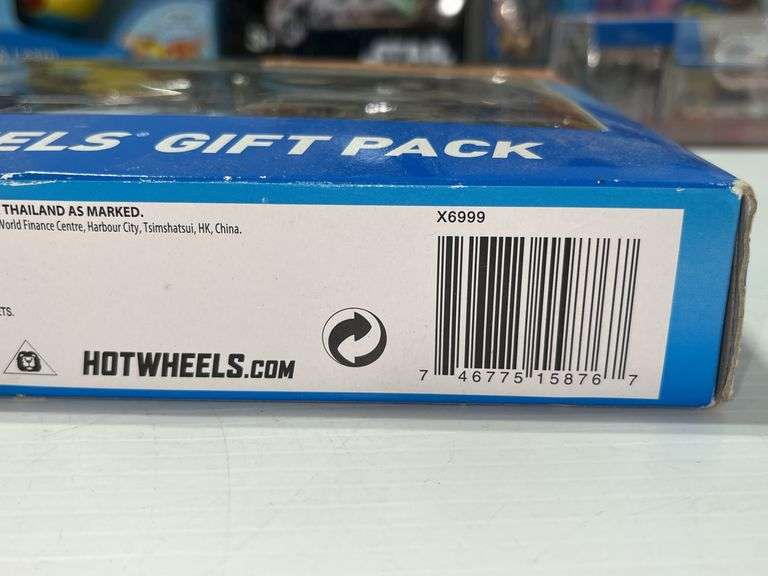 ELS® GIFT PACK
THAILAND AS MARKED.
World Finance Centre, Harbour City, Tsimshatsui, HK, China.
X6999
ETS.
HOTWHEELS.COM
7 46775 15876 7